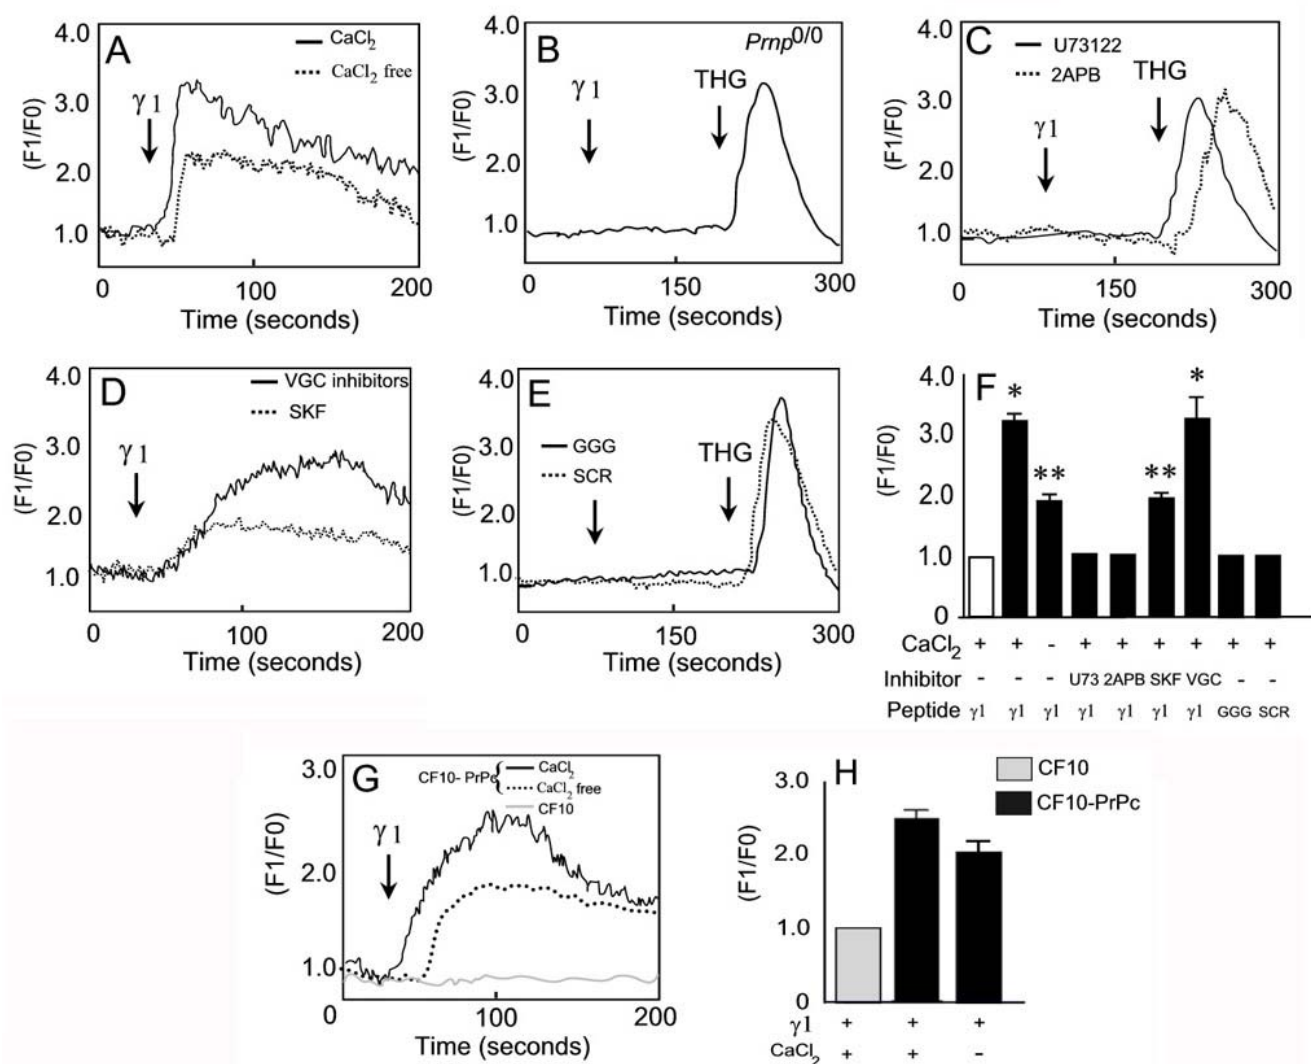 A
CaCl2
CaCl2 free
γ1
(F1/F0)
4.0
3.0
2.0
1.0
0 100 200
Time (seconds)
B
Prnp0/0
γ1
THG
(F1/F0)
4.0
3.0
2.0
1.0
0 150 300
Time (seconds)
C
U73122
2APB
γ1
THG
(F1/F0)
4.0
3.0
2.0
1.0
0 150 300
Time (seconds)
D
VGC inhibitors
SKF
γ1
(F1/F0)
4.0
3.0
2.0
1.0
0 100 200
Time (seconds)
E
GGG
SCR
THG
(F1/F0)
4.0
3.0
2.0
1.0
0 150 300
Time (seconds)
F
(F1/F0)
4.0
3.0
2.0
1.0
0
* ** ** *
CaCl2 + + - + + + + + +
Inhibitor - - - U73 2APB SKF VGC - -
Peptide γ1 γ1 γ1 γ1 γ1 γ1 γ1 GGG SCR
G
CF10- PrPc { CaCl2
CaCl2 free
CF10
γ1
(F1/F0)
3.0
2.0
1.0
0 100 200
Time (seconds)
H
CF10
CF10-PrPc
(F1/F0)
3.0
2.0
1.0
0
γ1 + + +
CaCl2 + + -